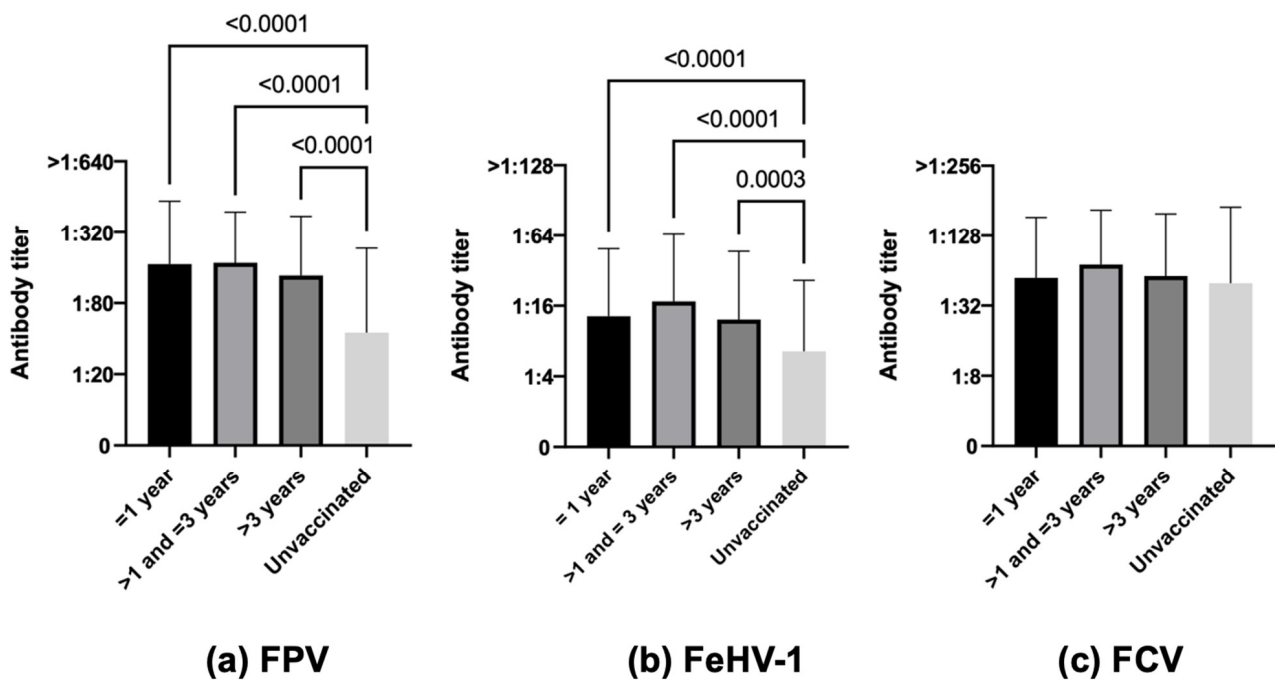 <0.0001
<0.0001
<0.0001
>1:640
1:320
1:80
1:20
0
Antibody titer
=1 year
>1 and =3 years
>3 years
Unvaccinated
(a) FPV
<0.0001
<0.0001
0.0003
>1:128
1:64
1:16
1:4
0
Antibody titer
= 1 year
>1 and = 3 years
>3 years
Unvaccinated
(b) FeHV-1
>1:256
1:128
1:32
1:8
0
Antibody titer
=1 year
>1 and =3 years
>3 years
Unvaccinated
(c) FCV